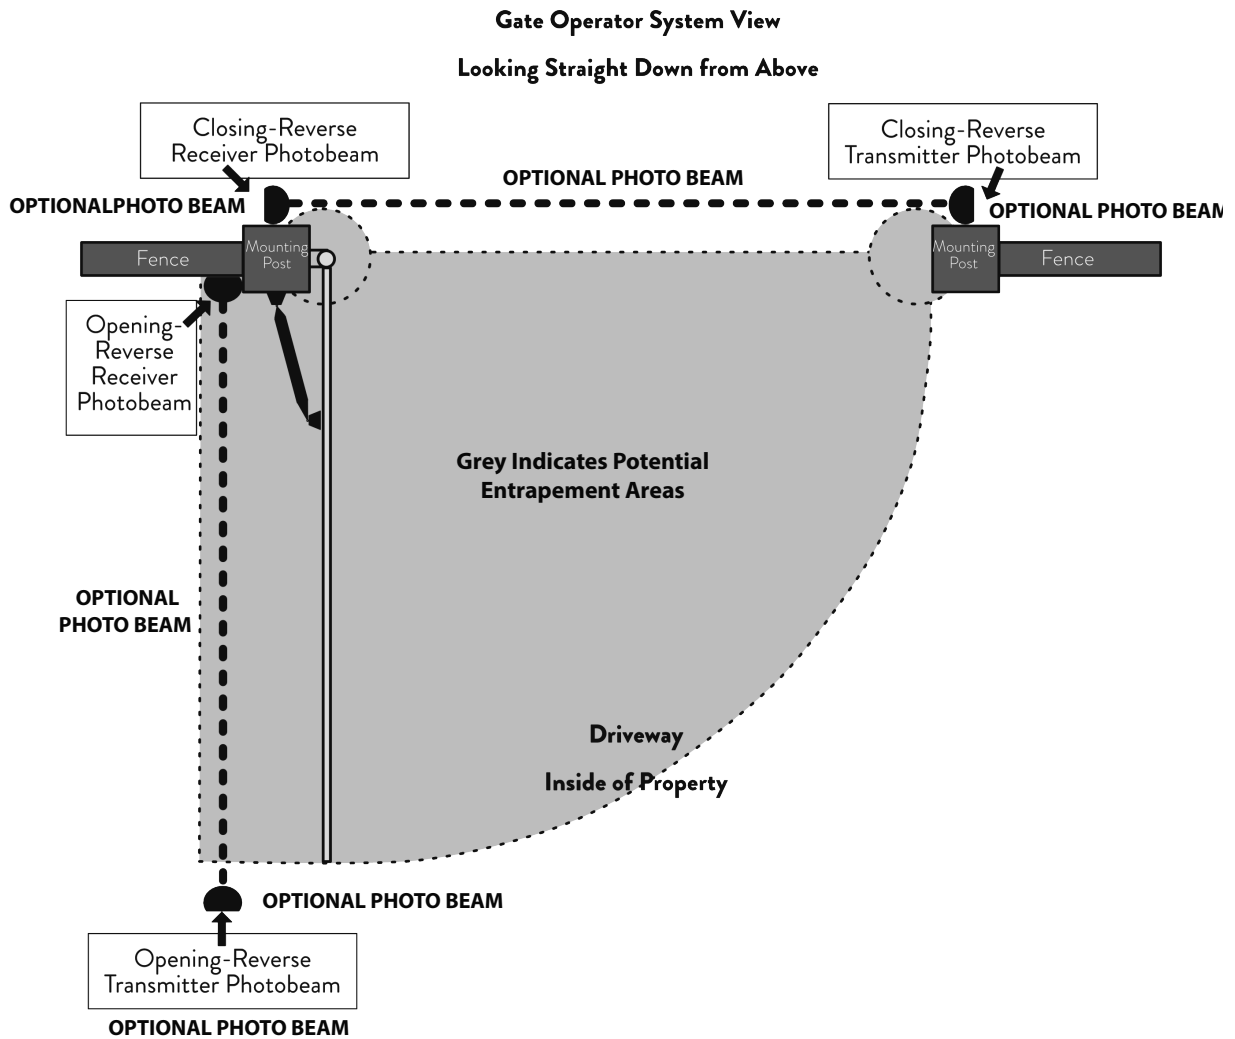 Gate Operator System View
Looking Straight Down from Above
Closing-Reverse
Receiver Photobeam
Closing-Reverse
Transmitter Photobeam
OPTIONAL PHOTO BEAM
OPTIONALPHOTO BEAM
OPTIONAL PHOTO BEAM
Fence
Mounting
Post
Mounting
Post
Fence
Opening-
Reverse
Receiver
Photobeam
Grey Indicates Potential
Entrapement Areas
OPTIONAL
PHOTO BEAM
Driveway
Inside of Property
OPTIONAL PHOTO BEAM
Opening-Reverse
Transmitter Photobeam
OPTIONAL PHOTO BEAM